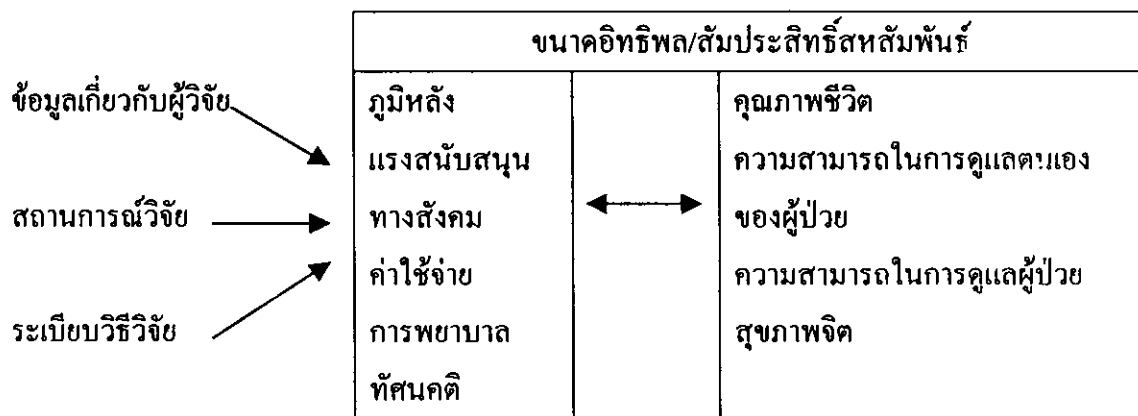 ขนาดอิทธิพล/สัมประสิทธิ์สหสัมพันธ์
ข้อมูลเกี่ยวกับผู้วิจัย
สถานการณ์วิจัย
ระเบียบวิธีวิจัย
ภูมิหลัง
แรงสนับสนุน
ทางสังคม
ค่าใช้จ่าย
การพยาบาล
ทัศนคติ
คุณภาพชีวิต
ความสามารถในการดูแลตนเอง
ของผู้ป่วย
ความสามารถในการดูแลผู้ป่วย
สุขภาพจิต